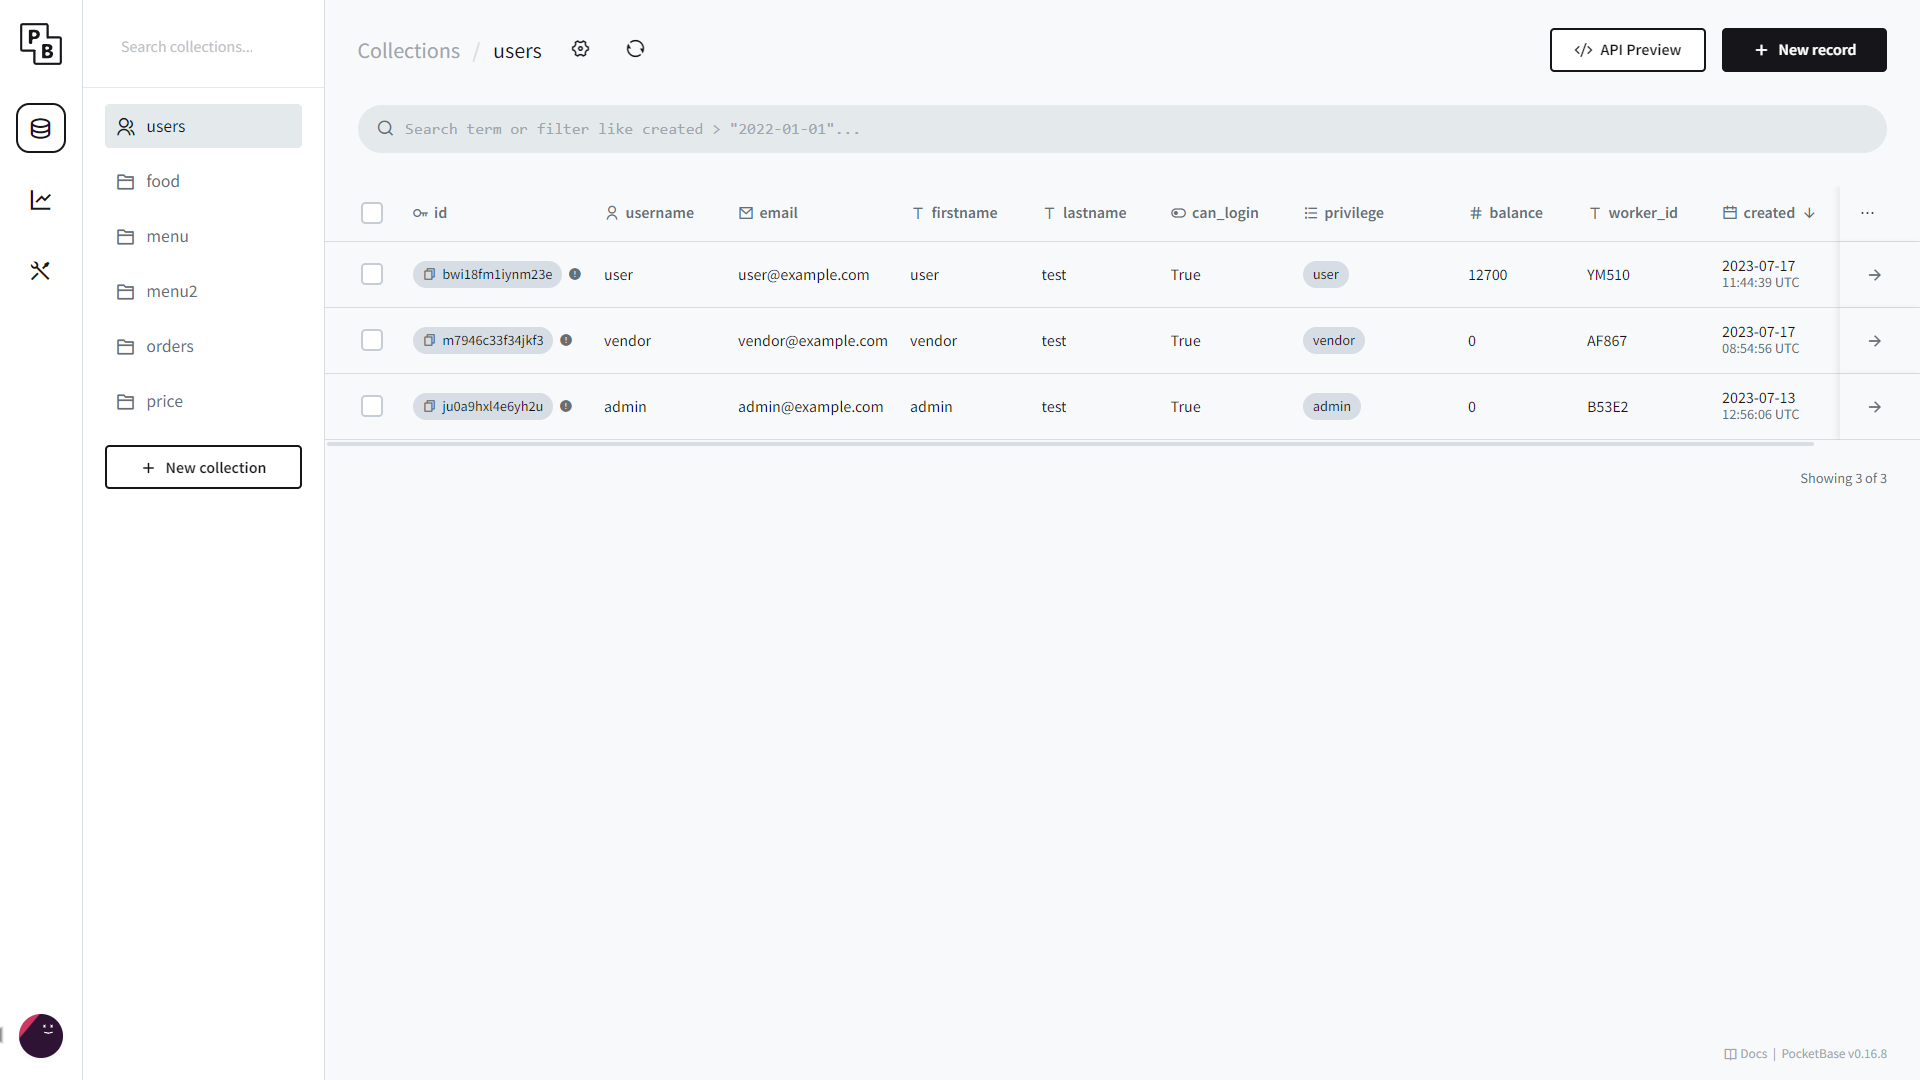 PB
Search collections...
users
food
menu
menu2
orders
price
New collection
Collections / users
API Preview
New record
Search term or filter like created > "2022-01-01"...
id username email firstname lastname can_login privilege balance worker_id created
bwi18fm1iynm23e user user@example.com user test True user 12700 YM510 2023-07-17
11:44:39 UTC
m7946c33f34jkf3 vendor vendor@example.com vendor test True vendor 0 AF867 2023-07-17
08:54:56 UTC
ju0a9hxl4e6yh2u admin admin@example.com admin test True admin 0 B53E2 2023-07-13
12:56:06 UTC
Showing 3 of 3
Docs | PocketBase v0.16.8